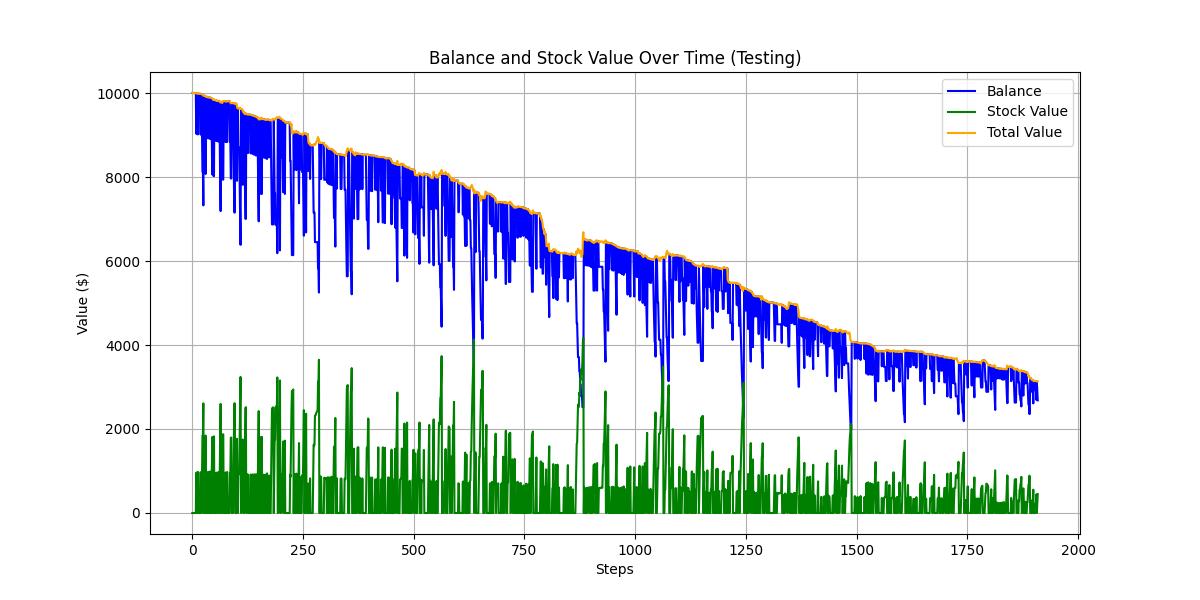 Balance and Stock Value Over Time (Testing)
Balance
Stock Value
Total Value
10000
8000
6000
4000
2000
0
Value ($)
0 250 500 750 1000 1250 1500 1750 2000
Steps